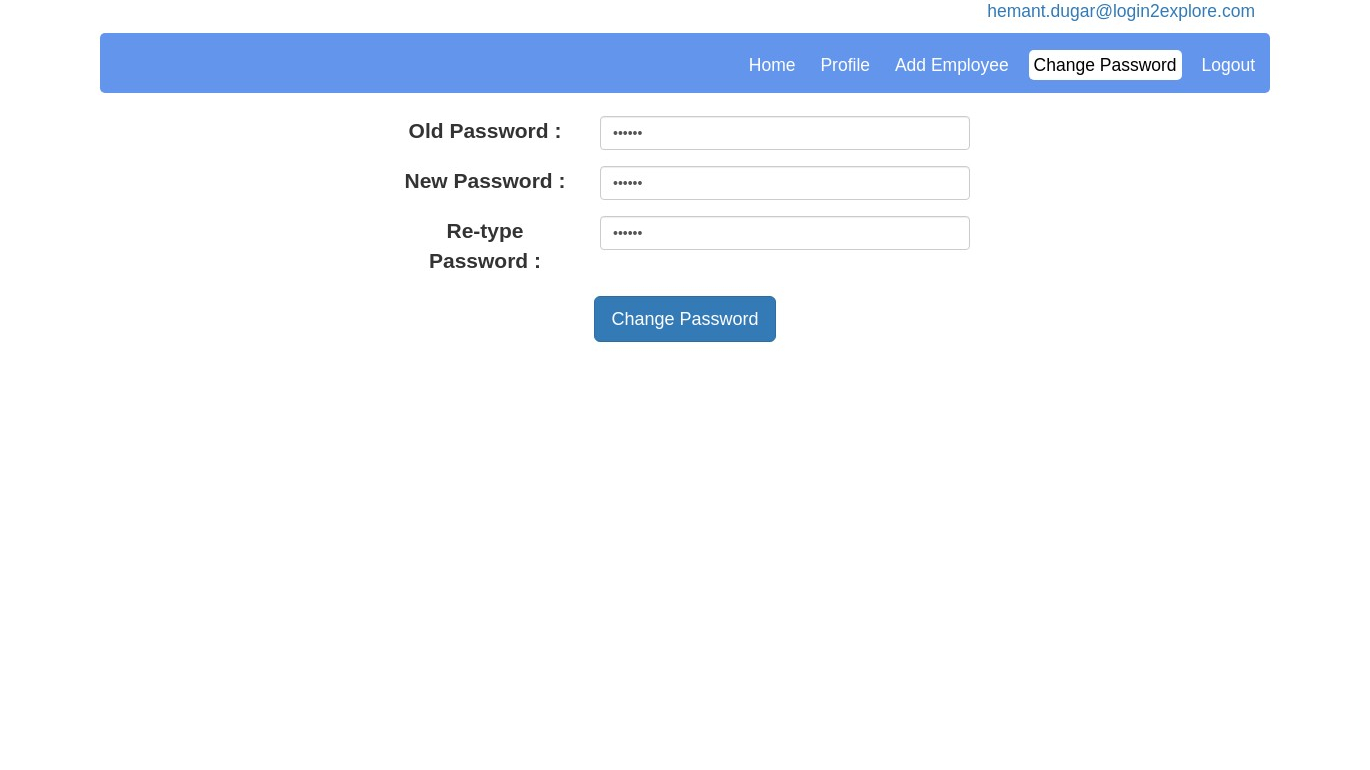 hemant.dugar@login2explore.com
Home Profile Add Employee Change Password Logout
Old Password : ••••••
New Password : ••••••
Re-type ••••••
Password :
Change Password